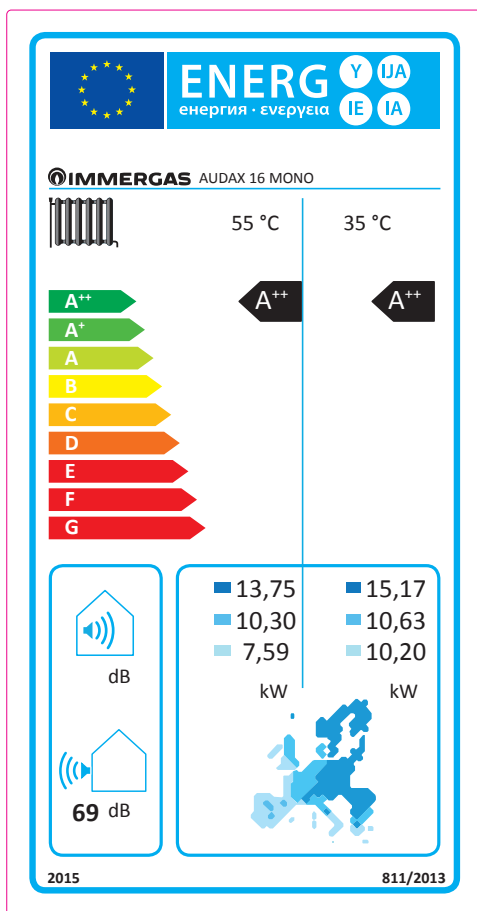 ENERG Y IJA
енергия · ενεργεια IE IA
IMMERGAS AUDAX 16 MONO
55 °C 35 °C
A++ A++ A++
A+
A
B
C
D
E
F
G
13,75 15,17
10,30 10,63
7,59 10,20
kW kW
dB
69 dB
2015 811/2013